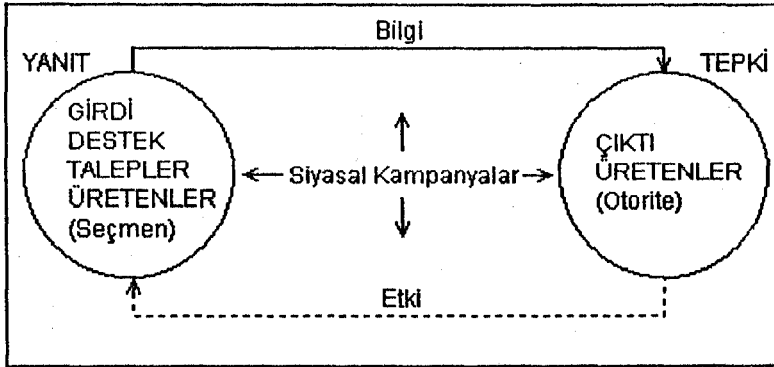 Bilgi
YANIT
TEPKİ
GİRDİ
DESTEK
TALEPLER
ÜRETENLER
(Seçmen)
Siyasal Kampanyalar
ÇIKTI
ÜRETENLER
(Otorite)
Etki